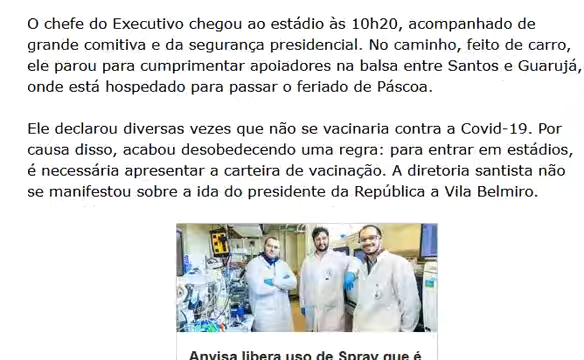 O chefe do Executivo chegou ao estádio às 10h20, acompanhado de
grande comitiva e da segurança presidencial. No caminho, feito de carro,
ele parou para cumprimentar apoiadores na balsa entre Santos e Guarujá,
onde está hospedado para passar o feriado de Páscoa.
Ele declarou diversas vezes que não se vacinaria contra a Covid-19. Por
causa disso, acabou desobedecendo uma regra: para entrar em estádios,
é necessária apresentar a carteira de vacinação. A diretoria santista não
se manifestou sobre a ida do presidente da República a Vila Belmiro.
Anvisa libera uso de Spray que é